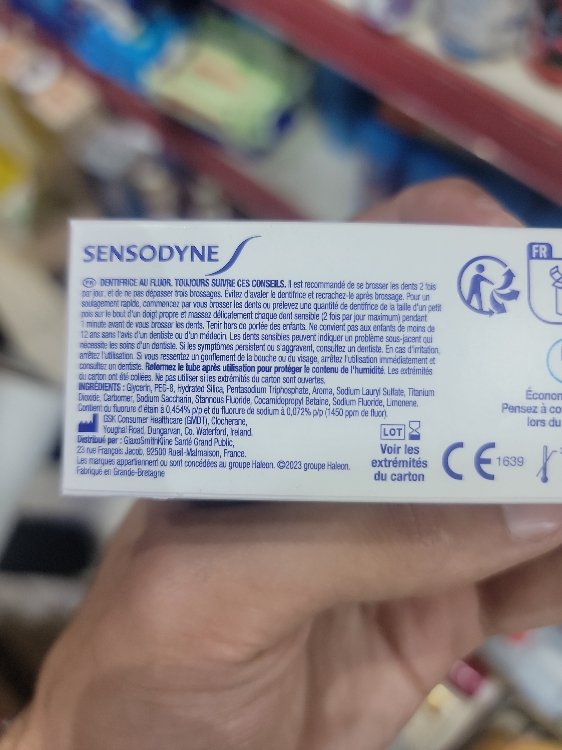 SENSODYNE
FR DENTIFRICE AU FLUOR. TOUJOURS SUIVRE CES CONSEILS. Il est recommandé de se brosser les dents 2 fois
par jour, et de ne pas dépasser trois brossages. Evitez d'avaler le dentifrice et recrachez-le après brossage. Pour un
soulagement rapide, commencez par vous brosser les dents ou prélevez une quantité de dentifrice de la taille d'un petit
pois sur le bout d'un doigt propre et massez délicatement chaque dent sensible (2 fois par jour maximum) pendant
1 minute avant de vous brosser les dents. Tenir hors de portée des enfants. Ne convient pas aux enfants de moins de
12 ans sans l'avis d'un dentiste ou d'un médecin. Les dents sensibles peuvent indiquer un problème sous-jacent qui
nécessite les soins d'un dentiste. Si les symptômes persistent ou s'aggravent, consultez un dentiste. En cas d'irritation,
arrêtez l'utilisation. Si vous ressentez un gonflement de la bouche ou du visage, arrêtez l'utilisation immédiatement et
consultez un dentiste. Refermez le tube après utilisation pour protéger le contenu de l'humidité. Les extrémités
du carton ont été collées. Ne pas utiliser si les extrémités du carton sont ouvertes.
INGRÉDIENTS : Glycerin, PEG-8, Hydrated Silica, Pentasodium Triphosphate, Aroma, Sodium Lauryl Sulfate, Titanium
Dioxide, Carbomer, Sodium Saccharin, Stannous Fluoride, Cocamidopropyl Betaine, Sodium Fluoride, Limonene.
Contient du fluorure d'étain à 0,454% p/p et du fluorure de sodium à 0,072% p/p (1450 ppm de fluor).
GSK Consumer Healthcare (GMDT), Clocherane,
Youghal Road, Dungarvan, Co. Waterford, Ireland.
Distribué par : GlaxoSmithKline Santé Grand Public,
23 rue François Jacob, 92500 Rueil-Malmaison, France.
Les marques appartiennent ou sont concédées au groupe Haleon. ©2023 groupe Haleon.
Fabriqué en Grande-Bretagne
LOT
Voir les
extrémités
du carton
CE 1639
FR
Économ
Pensez à co
lors du